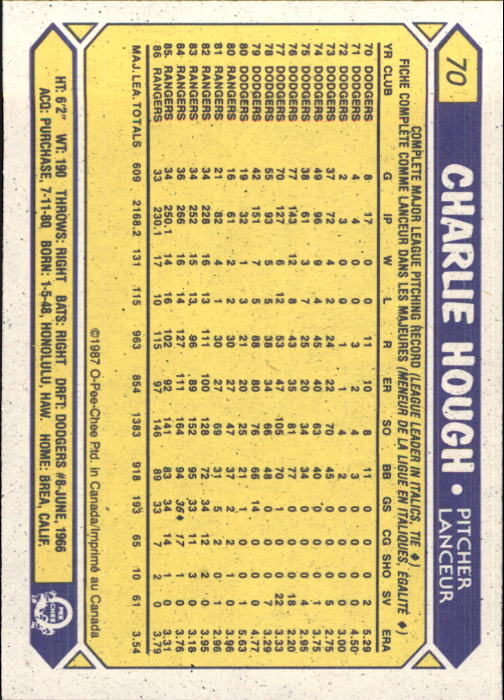 70
CHARLIE HOUGH • PITCHER
LANCEUR
COMPLETE MAJOR LEAGUE PITCHING RECORD (LEAGUE LEADER IN ITALICS, TIE ♦)
FICHE COMPLÈTE COMME LANCEUR DANS LES MAJEURES (MENEUR DE LA LIGUE EN ITALIQUES, ÉGALITÉ ♦)
YR CLUB G IP W L R ER SO BB GS CG SHO SV ERA
70 DODGERS 8 17 0 0 11 10 8 11 0 0 0 2 5.29
71 DODGERS 4 4 0 0 3 2 4 3 0 0 0 0 4.50
72 DODGERS 2 3 0 0 1 1 4 2 0 0 0 0 3.00
73 DODGERS 37 72 4 2 24 22 70 45 0 0 0 5 2.75
74 DODGERS 49 96 9 4 45 40 63 40 0 0 0 1 3.75
75 DODGERS 38 61 3 7 25 20 34 34 0 0 0 4 2.95
76 DODGERS 77 143 12 8 43 35 81 77 0 0 0 18 2.20
77 DODGERS 70 127 6 12 53 47 105 70 1 0 0 22 3.33
78 DODGERS 55 93 5 5 38 34 66 48 0 0 0 7 3.29
79 DODGERS 42 151 7 5 88 80 76 66 14 0 0 0 4.77
80 DODGERS 19 32 1 3 21 20 25 21 1 0 0 1 5.63
80 RANGERS 16 61 2 2 30 27 47 37 2 2 1 0 3.96
81 RANGERS 21 82 4 1 30 27 69 31 5 2 0 1 2.96
82 RANGERS 34 228 16 13 111 100 128 72 34 12 2 0 3.95
83 RANGERS 34 252 15 13 96 89 152 95 33 11 3 0 3.18
84 RANGERS 36 266 16 14 127 111 164 94 36♦ 17 1 0 3.76
85 RANGERS 34 250.1 14 16 102 92 141 83 34 14 1 0 3.31
86 RANGERS 33 230.1 17 10 115 97 146 89 33 7 2 0 3.79
MAJ. LEA. TOTALS 609 2168.2 131 115 963 854 1383 918 193 65 10 61 3.54
©1987 O-Pee-Chee Ptd. in Canada/Imprimé au Canada
HT: 6'2" WT: 190 THROWS: RIGHT BATS: RIGHT DRFT: DODGERS #8-JUNE, 1966
ACQ: PURCHASE, 7-11-80 BORN: 1-5-48, HONOLULU, HAW. HOME: BREA, CALIF.
O
PEE
CHEE